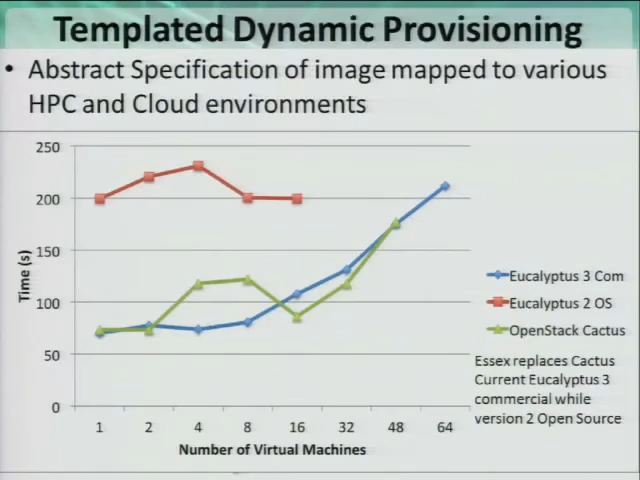 Templated Dynamic Provisioning
• Abstract Specification of image mapped to various
HPC and Cloud environments
250
200
150
100
50
0
Time (s)
1 2 4 8 16 32 48 64
Number of Virtual Machines
Eucalyptus 3 Com
Eucalyptus 2 OS
OpenStack Cactus
Essex replaces Cactus
Current Eucalyptus 3
commercial while
version 2 Open Source